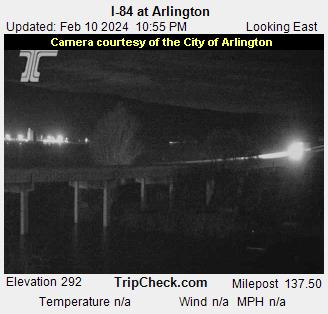 I-84 at Arlington
Updated: Feb 10 2024 10:55 PM Looking East
Camera courtesy of the City of Arlington
Elevation 292 TripCheck.com Milepost 137.50
Temperature n/a Wind n/a MPH n/a